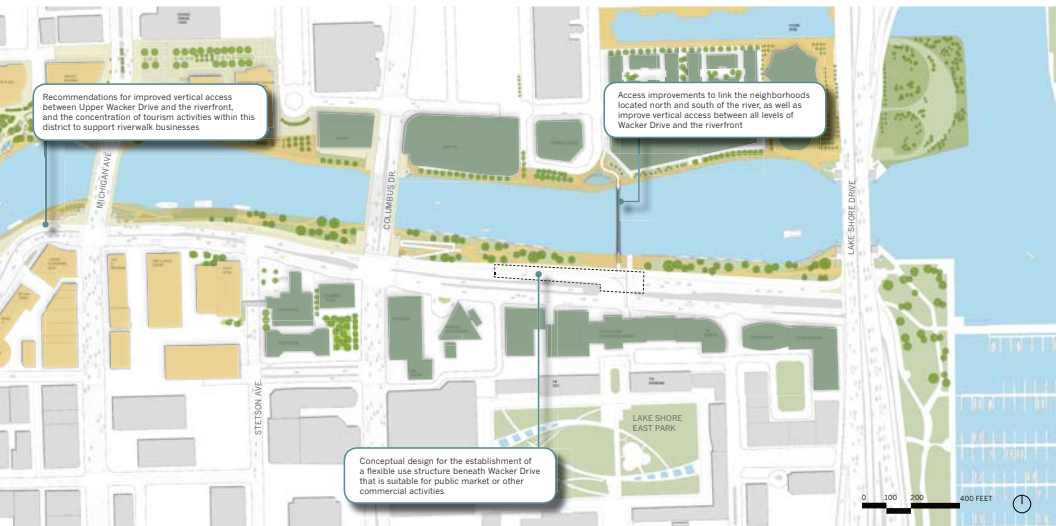 Recommendations for improved vertical access
between Upper Wacker Drive and the riverfront,
and the concentration of tourism activities within this
district to support riverwalk businesses
Access improvements to link the neighborhoods
located north and south of the river, as well as
improve vertical access between all levels of
Wacker Drive and the riverfront
MICHIGAN AVE
COLUMBUS DR.
LAKE SHORE DRIVE
STETSON AVE.
LAKE SHORE
EAST PARK
Conceptual design for the establishment of
a flexible use structure beneath Wacker Drive
that is suitable for public market or other
commercial activities
0 100 200 400 FEET